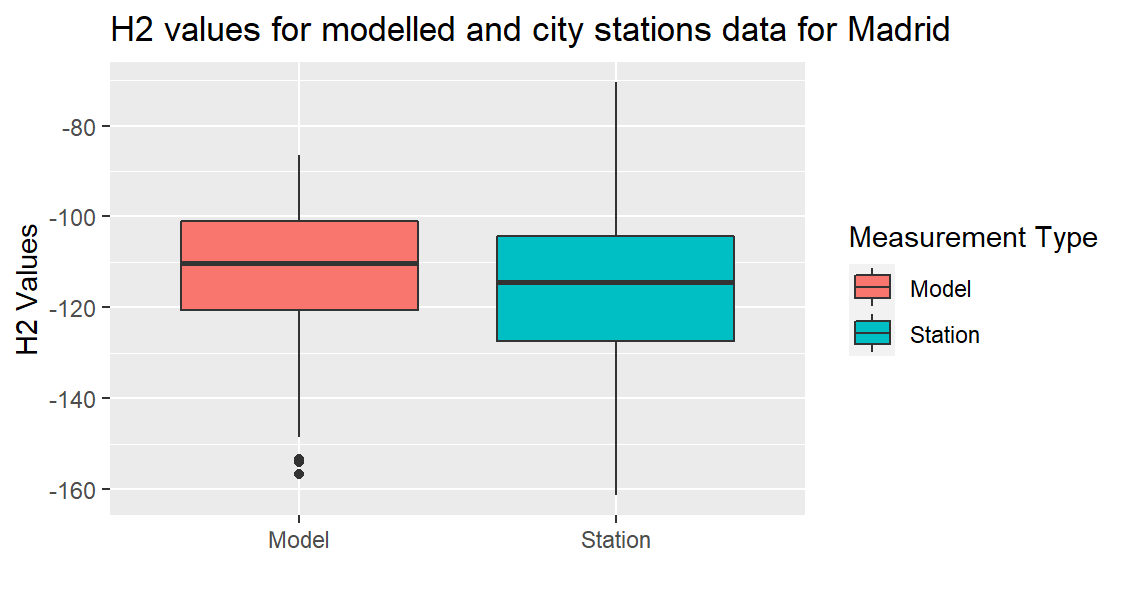 H2 values for modelled and city stations data for Madrid
H2 Values
-80
-100
-120
-140
-160
Model
Station
Measurement Type
Model
Station